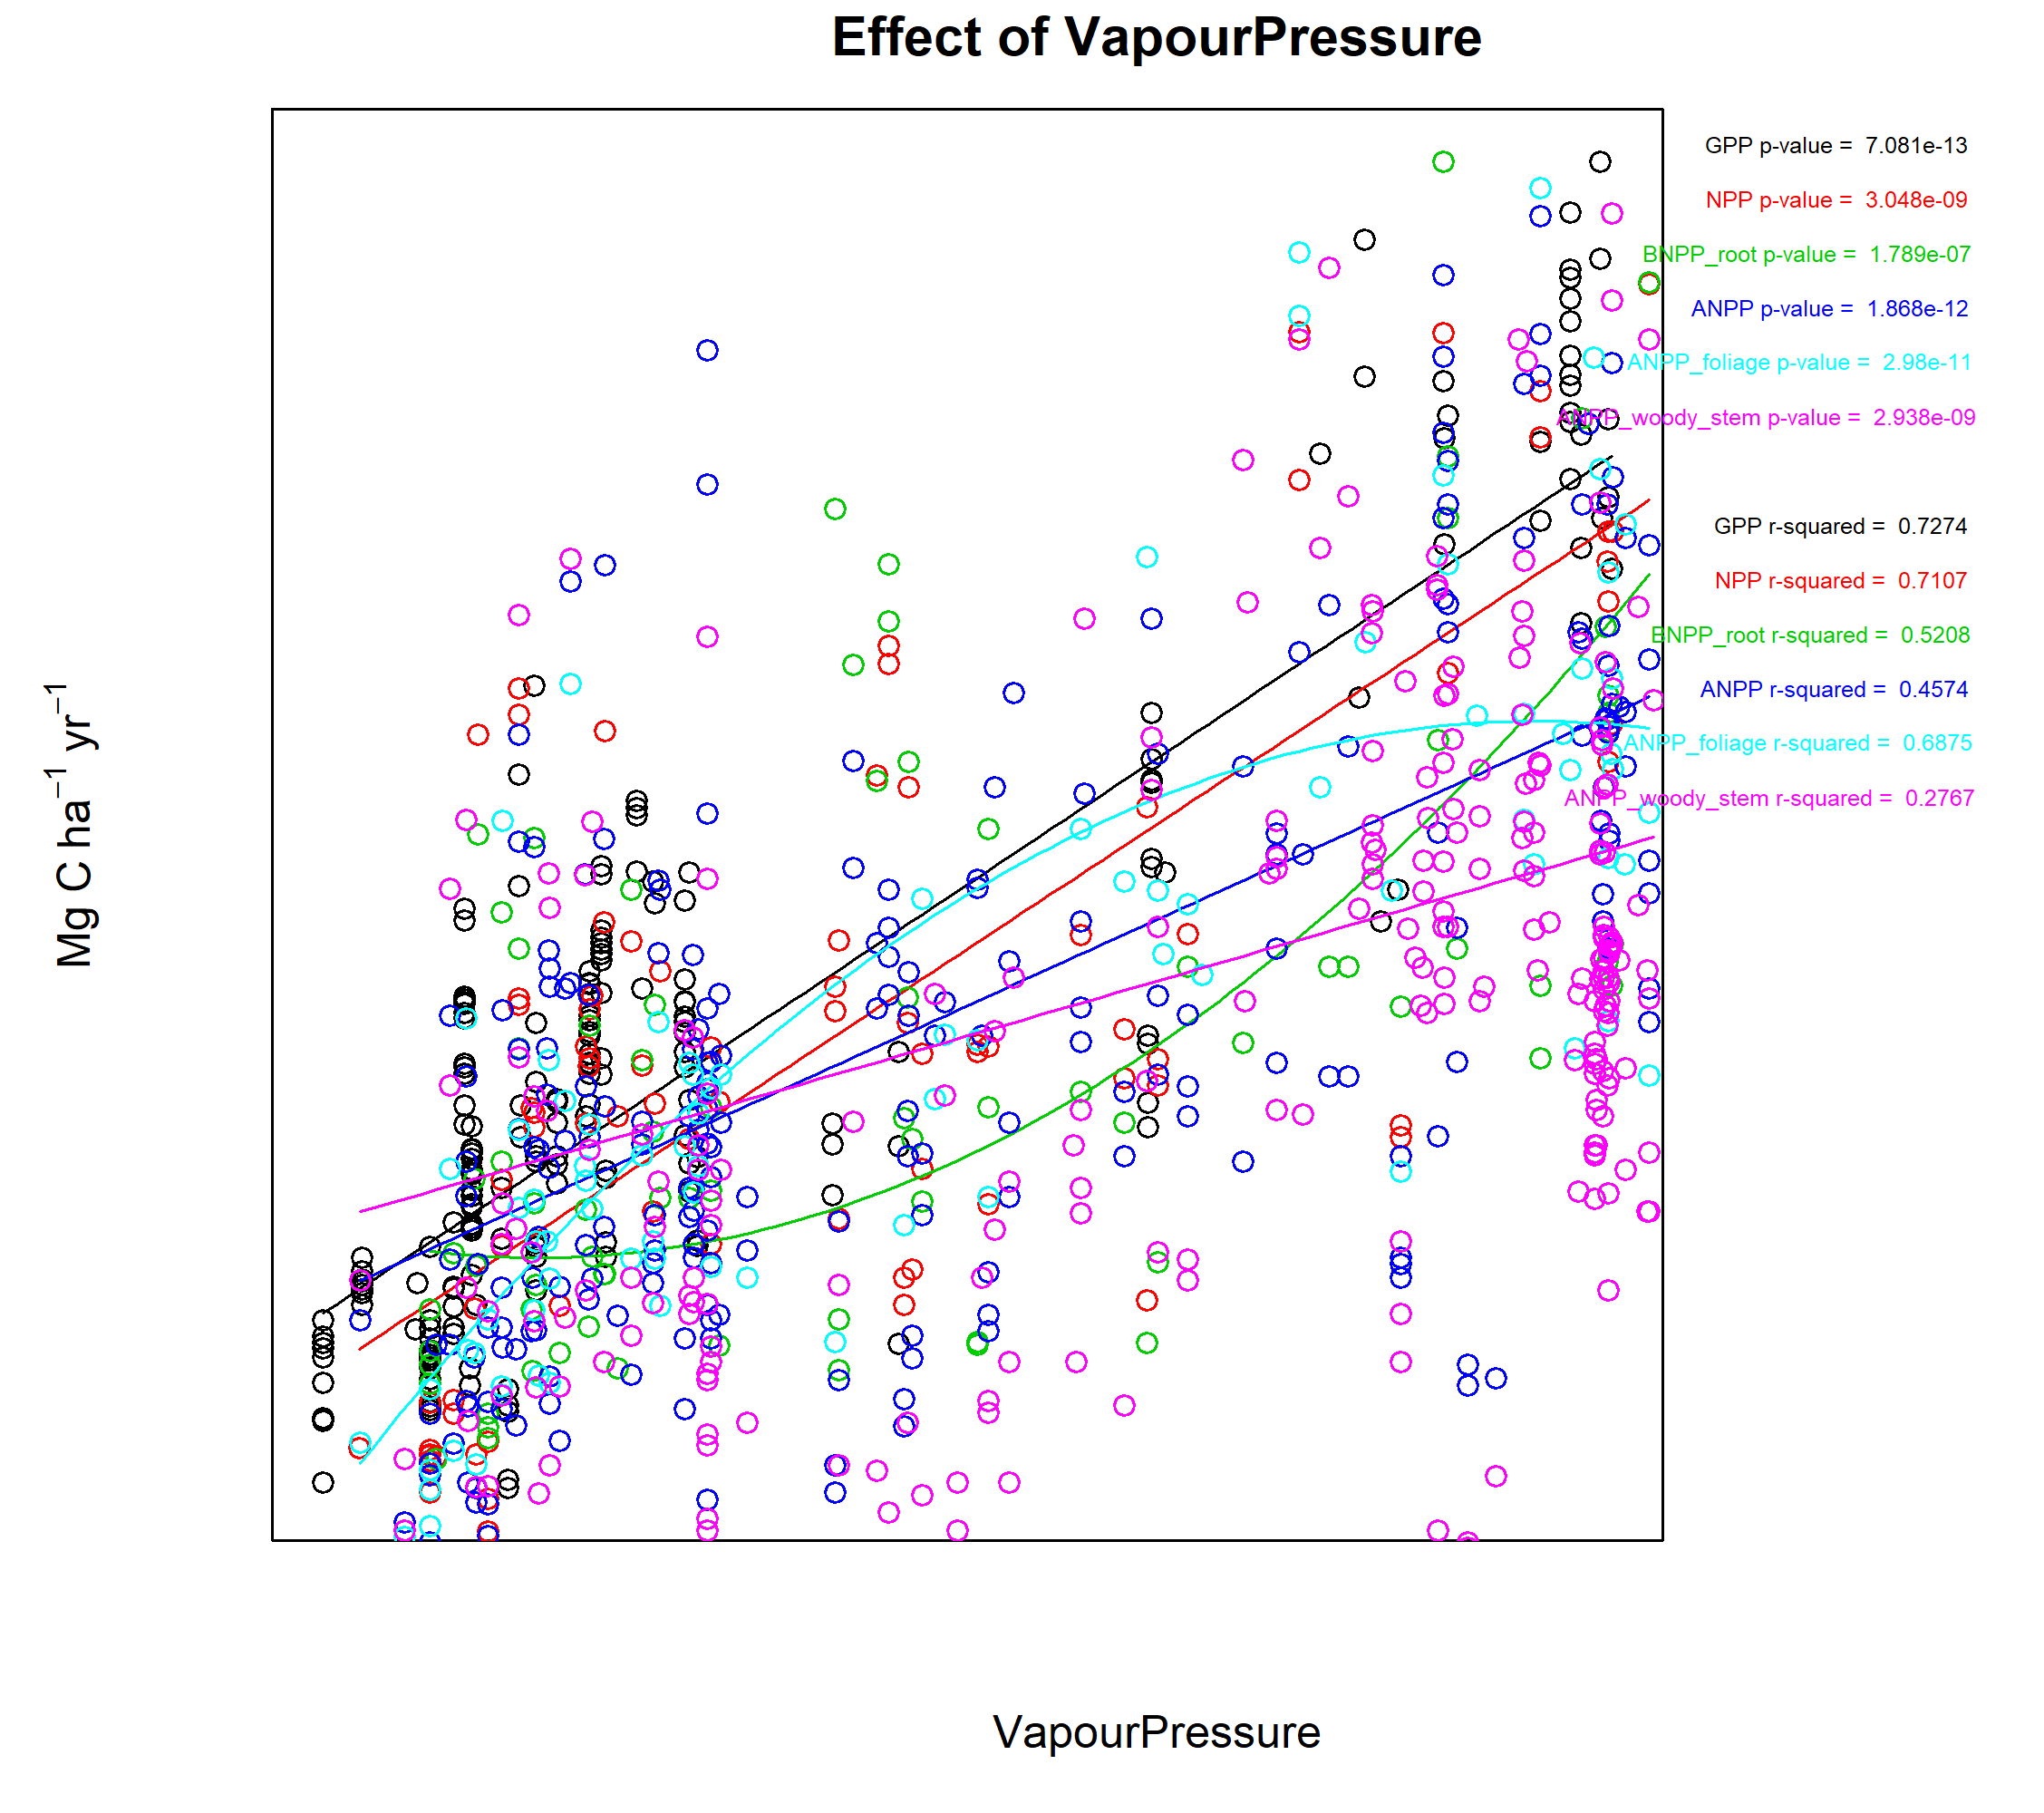 Effect of VapourPressure
GPP p-value = 7.081e-13
NPP p-value = 3.048e-09
BNPP_root p-value = 1.789e-07
ANPP p-value = 1.868e-12
ANPP_foliage p-value = 2.98e-11
ANPP_woody_stem p-value = 2.938e-09
GPP r-squared = 0.7274
NPP r-squared = 0.7107
BNPP_root r-squared = 0.5208
ANPP r-squared = 0.4574
ANPP_foliage r-squared = 0.6875
ANPP_woody_stem r-squared = 0.2767
Mg C ha⁻¹ yr⁻¹
VapourPressure